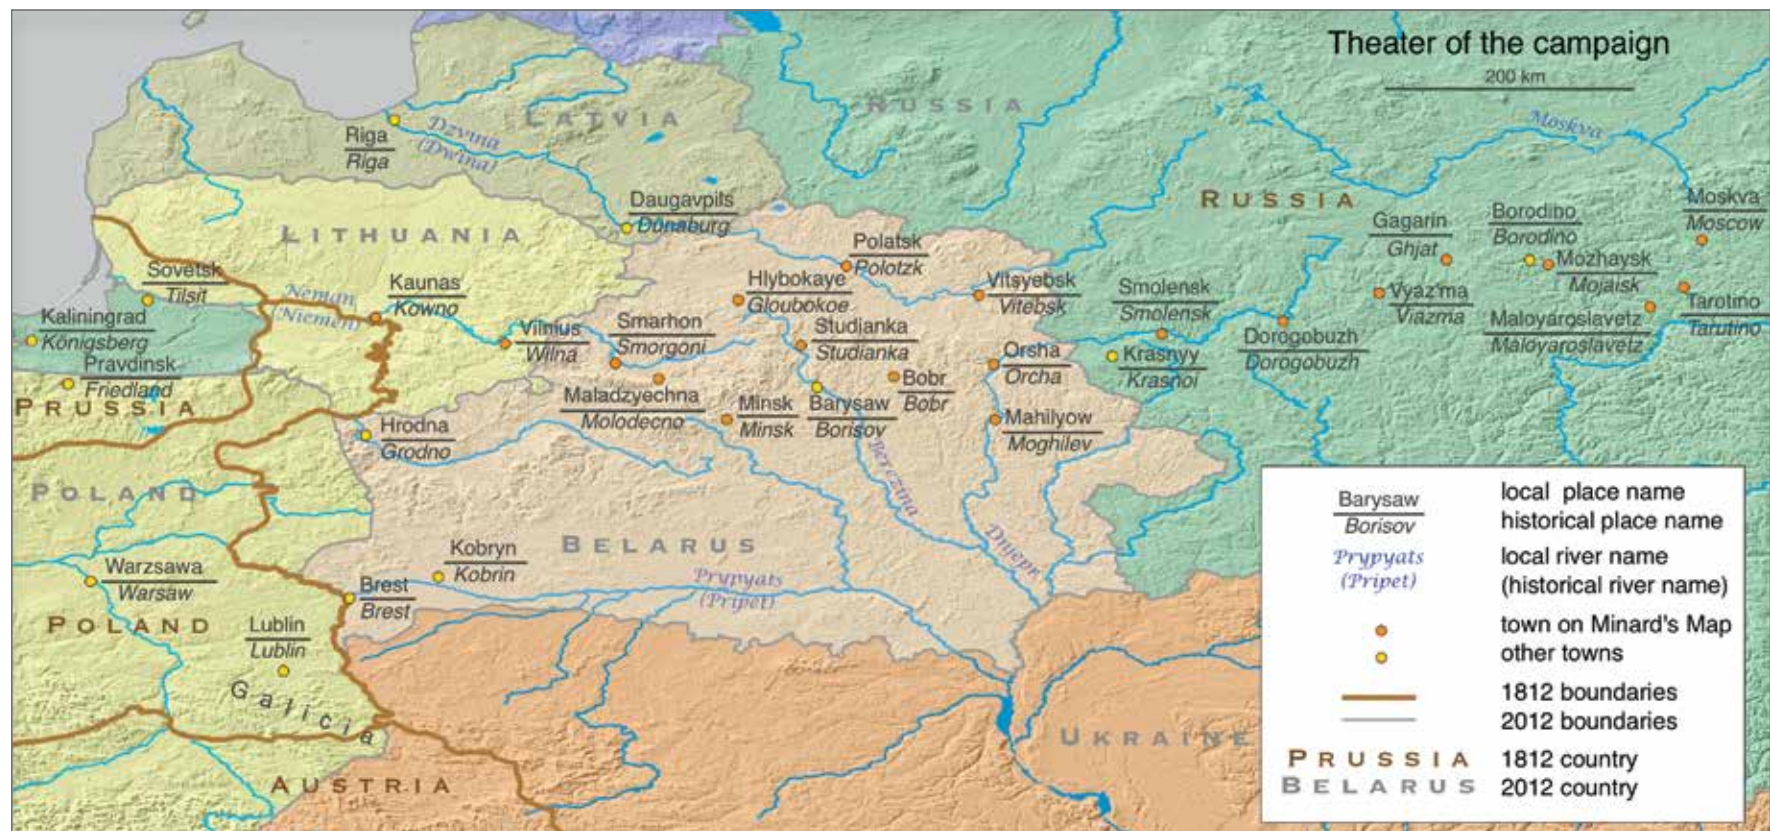 Theater of the campaign
200 km
RUSSIA
LATVIA
Riga
Riga
Dzvina
(Dwina)
Moskva
RUSSIA
Daugavpils
Dünaburg
Moskva
Moscow
Gagarin
Ghjat
Borodino
Borodino
LITHUANIA
Polatsk
Polotzk
Mozhaysk
Mojaisk
Sovetsk
Tilsit
Neman
(Niemen)
Kaunas
Kowno
Hlybokaye
Gloubokoe
Vitsyebsk
Vitebsk
Smolensk
Smolensk
Vyaz'ma
Viazma
Tarotino
Tarutino
Kaliningrad
Königsberg
Vilnius
Wilna
Smarhon
Smorgoni
Studianka
Studianka
Maloyaroslavetz
Maloyaroslavetz
Dorogobuzh
Dorogobuzh
Pravdinsk
Friedland
Orsha
Orcha
Krasnyy
Krasnoi
PRUSSIA
Maladzyechna
Molodecno
Minsk
Minsk
Barysaw
Borisov
Bobr
Bobr
Hrodna
Grodno
Mahilyow
Moghilev
Berezina
POLAND
BELARUS
Dnjepr
Kobryn
Kobrin
Warzsawa
Warsaw
Brest
Brest
Prypyats
(Pripet)
POLAND
Lublin
Lublin
Galicia
UKRAINE
AUSTRIA
Barysaw
Borisov
local place name
historical place name
Prypyats
(Pripet)
local river name
(historical river name)
town on Minard's Map
other towns
1812 boundaries
2012 boundaries
PRUSSIA 1812 country
BELARUS 2012 country